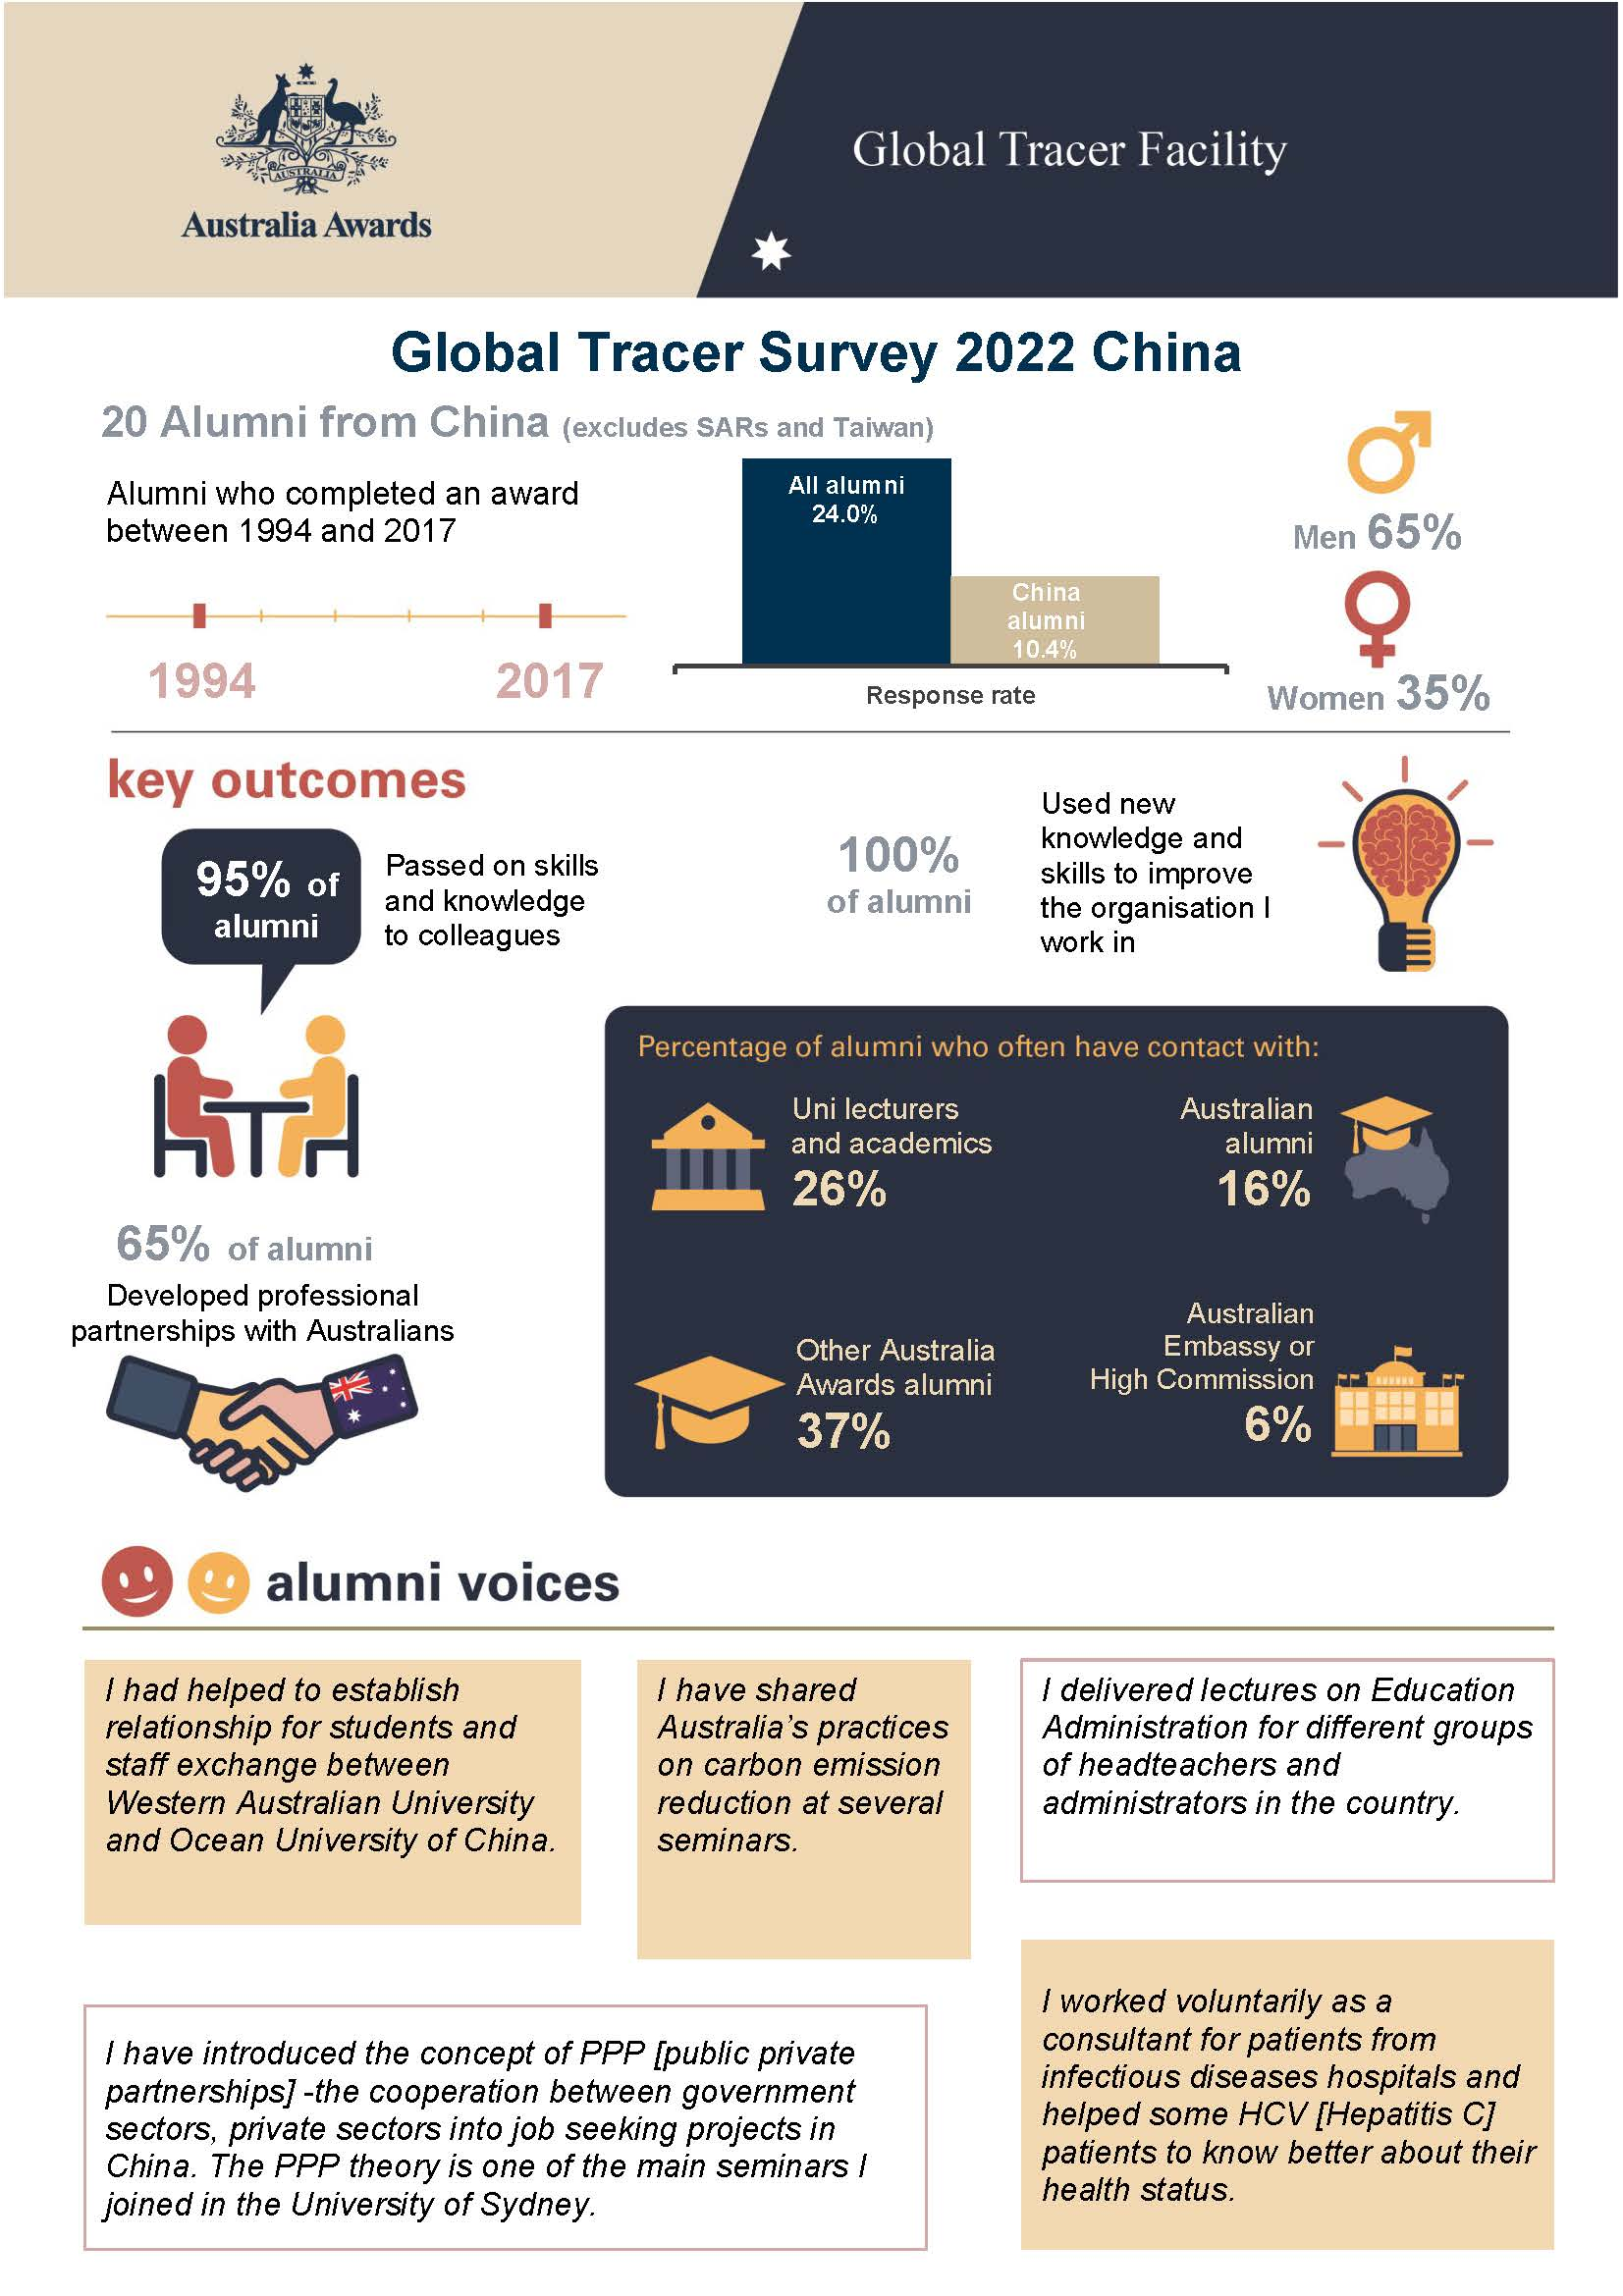 AUSTRALIA
Australia Awards
Global Tracer Facility
Global Tracer Survey 2022 China
20 Alumni from China (excludes SARs and Taiwan)
Alumni who completed an award
between 1994 and 2017
1994
2017
All alumni
24.0%
China
alumni
10.4%
Response rate
Men 65%
Women 35%
key outcomes
95% of
alumni
Passed on skills
and knowledge
to colleagues
100%
of alumni
Used new
knowledge and
skills to improve
the organisation I
work in
65% of alumni
Developed professional
partnerships with Australians
Percentage of alumni who often have contact with:
Uni lecturers
and academics
26%
Australian
alumni
16%
Other Australia
Awards alumni
37%
Australian
Embassy or
High Commission
6%
alumni voices
I had helped to establish
relationship for students and
staff exchange between
Western Australian University
and Ocean University of China.
I have shared
Australia’s practices
on carbon emission
reduction at several
seminars.
I delivered lectures on Education
Administration for different groups
of headteachers and
administrators in the country.
I have introduced the concept of PPP [public private
partnerships] -the cooperation between government
sectors, private sectors into job seeking projects in
China. The PPP theory is one of the main seminars I
joined in the University of Sydney.
I worked voluntarily as a
consultant for patients from
infectious diseases hospitals and
helped some HCV [Hepatitis C]
patients to know better about their
health status.